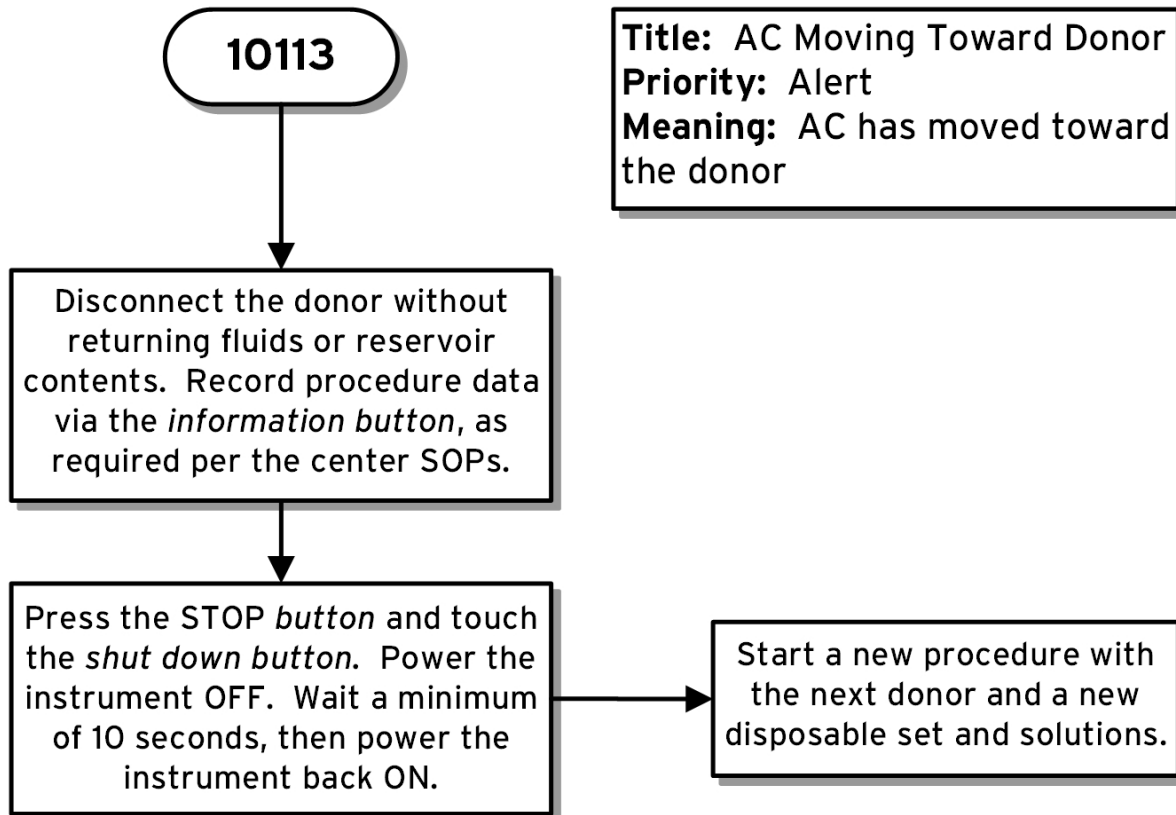 10113
Title: AC Moving Toward Donor
Priority: Alert
Meaning: AC has moved toward
the donor
Disconnect the donor without
returning fluids or reservoir
contents. Record procedure data
via the information button, as
required per the center SOPs.
Press the STOP button and touch
the shut down button. Power the
instrument OFF. Wait a minimum
of 10 seconds, then power the
instrument back ON.
Start a new procedure with
the next donor and a new
disposable set and solutions.